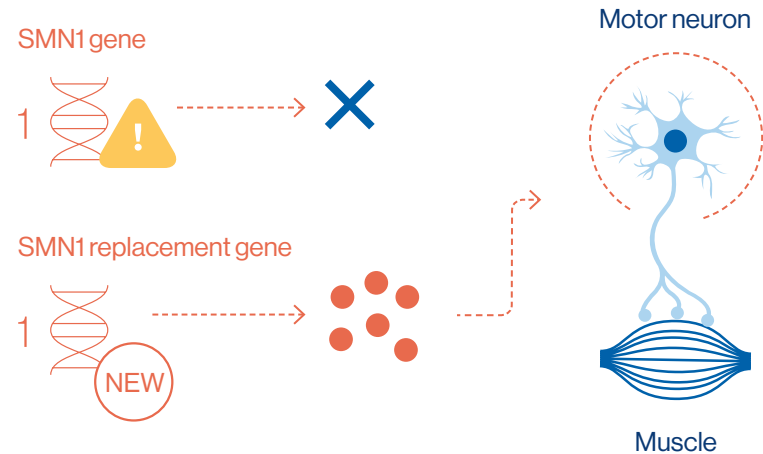 Motor neuron
SMN1 gene
1
!
SMN1 replacement gene
1
NEW
Muscle